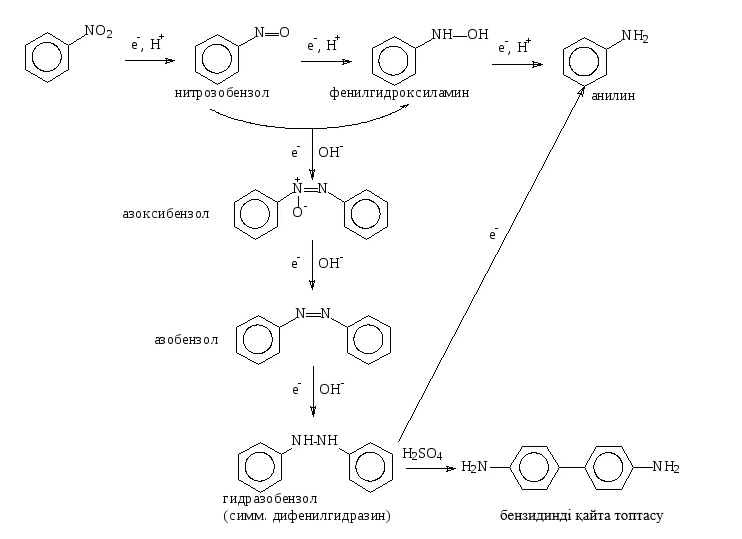 NO2
e-, H+
N=O
e-, H+
NH—OH
e-, H+
NH2
нитрозобензол
фенилгидроксиламин
анилин
e- OH-
азоксибензол
N+=N
O-
e- OH-
e-
азобензол
N=N
e- OH-
NH-NH
H2SO4
H2N
NH2
гидразобензол
(симм. дифенилгидразин)
бензидинді қайта топтасу